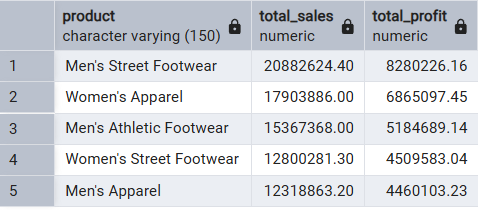 product total_sales total_profit
character varying (150) numeric numeric
1 Men's Street Footwear 20882624.40 8280226.16
2 Women's Apparel 17903886.00 6865097.45
3 Men's Athletic Footwear 15367368.00 5184689.14
4 Women's Street Footwear 12800281.30 4509583.04
5 Men's Apparel 12318863.20 4460103.23